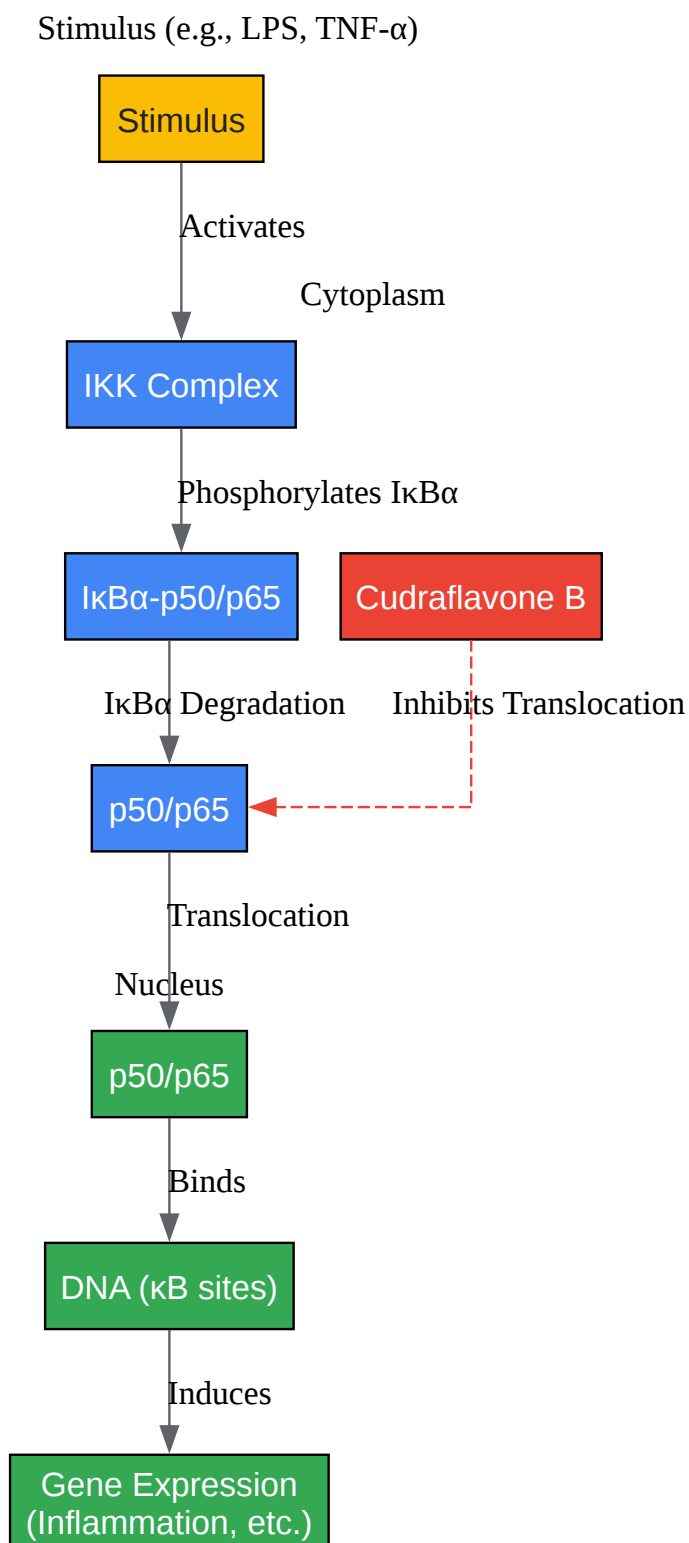 Stimulus (e.g., LPS, TNF-α)
Stimulus
Activates
Cytoplasm
IKK Complex
Phosphorylates IκBα
IκBα-p50/p65
Cudraflavone B
IκBα Degradation
Inhibits Translocation
p50/p65
Translocation
Nucleus
p50/p65
Binds
DNA (κB sites)
Induces
Gene Expression
(Inflammation, etc.)